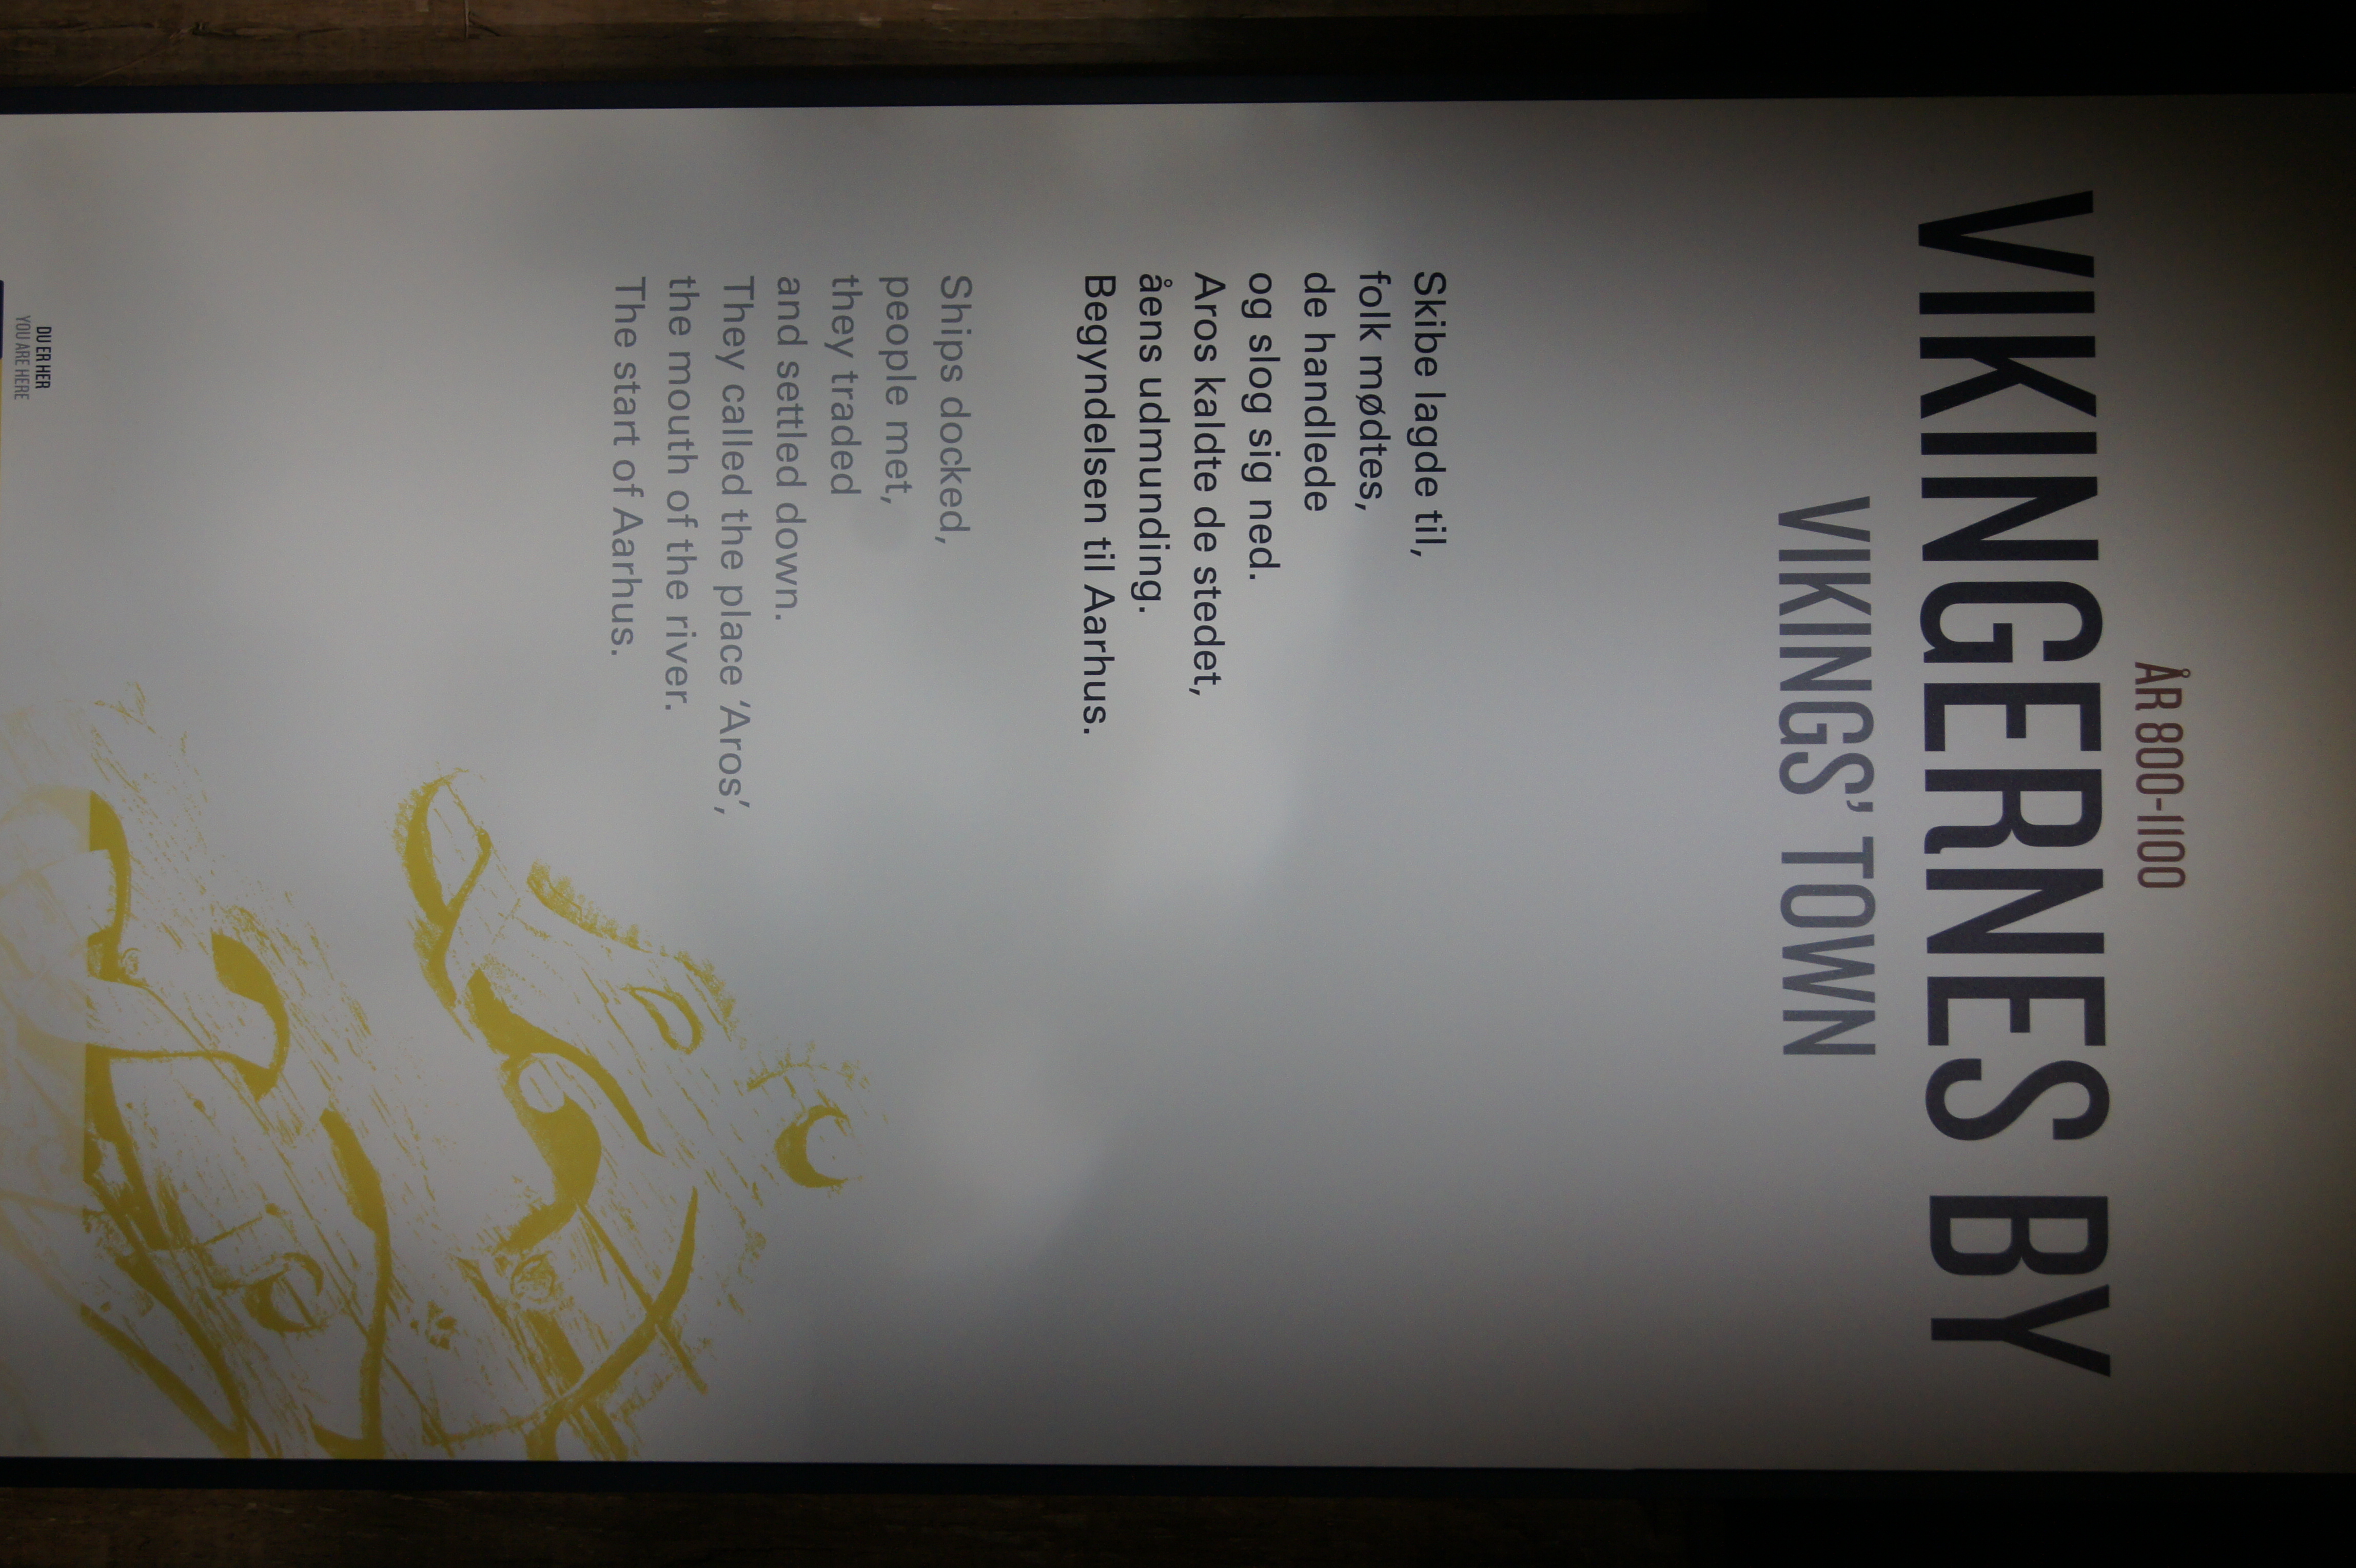 ÅR 800-1100
VIKINGERNES BY
VIKINGS’ TOWN
Skibe lagde til,
folk mødtes,
de handlede
og slog sig ned.
Aros kaldte de stedet,
åens udmunding.
Begyndelsen til Aarhus.
Ships docked,
people met,
they traded
and settled down.
They called the place ‘Aros’,
the mouth of the river.
The start of Aarhus.
DU ER HER
YOU ARE HERE